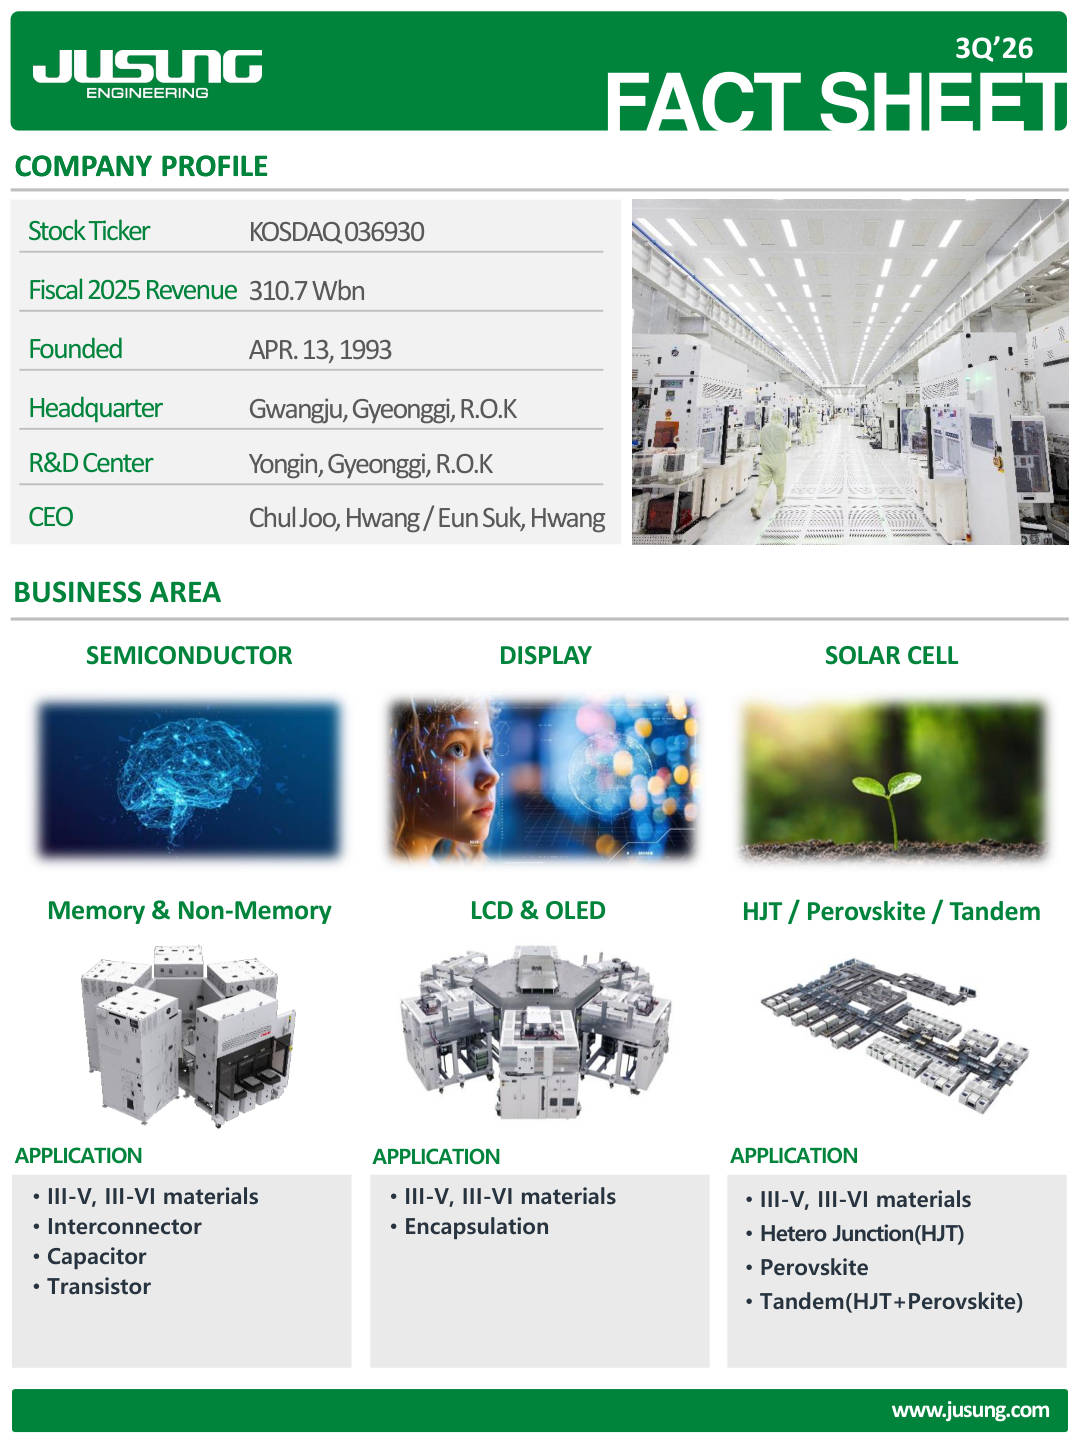 JUSUNG
ENGINEERING
3Q’26
FACT SHEET
COMPANY PROFILE
Stock Ticker KOSDAQ 036930
Fiscal 2025 Revenue 310.7 Wbn
Founded APR. 13, 1993
Headquarter Gwangju, Gyeonggi, R.O.K
R&D Center Yongin, Gyeonggi, R.O.K
CEO Chul Joo, Hwang / Eun Suk, Hwang
BUSINESS AREA
SEMICONDUCTOR
Memory & Non-Memory
APPLICATION
• III-V, III-VI materials
• Interconnector
• Capacitor
• Transistor
DISPLAY
LCD & OLED
APPLICATION
• III-V, III-VI materials
• Encapsulation
SOLAR CELL
HJT / Perovskite / Tandem
APPLICATION
• III-V, III-VI materials
• Hetero Junction(HJT)
• Perovskite
• Tandem(HJT+Perovskite)
www.jusung.com